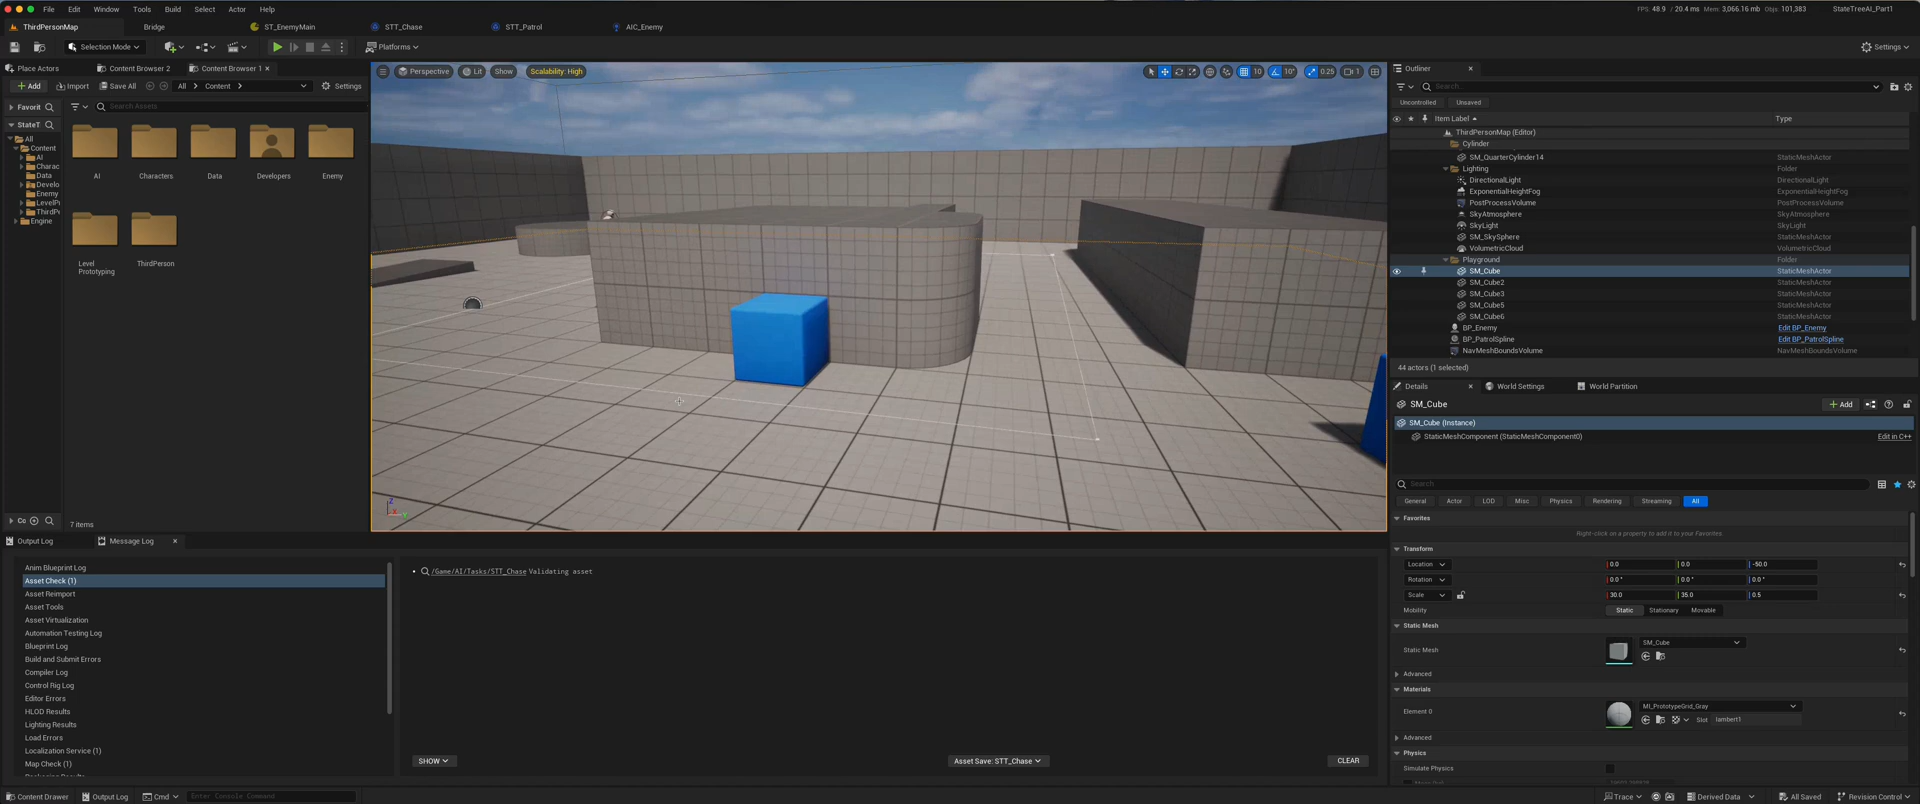 File Edit Window Tools Build Select Actor Help
FPS: 48.9 / 20.4 ms Mem: 3,066.16 mb Objs: 101,383
StateTreeAI_Part1
ThirdPersonMap
Bridge
ST_EnemyMain
STT_Chase
STT_Patrol
AIC_Enemy
Selection Mode
Platforms
Settings
Place Actors
Content Browser 2
Content Browser 1
Add
Import
Save All
All
Content
Settings
Favorit
Search Assets
StateT
All
Content
AI
Charac
Data
Develo
Enemy
LevelPr
ThirdPe
Engine
AI
Characters
Data
Developers
Enemy
Level
Prototyping
ThirdPerson
7 items
Perspective
Lit
Show
Scalability: High
10
10°
0.25
1
Outliner
Search...
Uncontrolled
Unsaved
Item Label
Type
ThirdPersonMap (Editor)
Cylinder
SM_QuarterCylinder14 StaticMeshActor
Lighting Folder
DirectionalLight DirectionalLight
ExponentialHeightFog ExponentialHeightFog
PostProcessVolume PostProcessVolume
SkyAtmosphere SkyAtmosphere
SkyLight SkyLight
SM_SkySphere StaticMeshActor
VolumetricCloud VolumetricCloud
Playground Folder
SM_Cube StaticMeshActor
SM_Cube2 StaticMeshActor
SM_Cube3 StaticMeshActor
SM_Cube5 StaticMeshActor
SM_Cube6 StaticMeshActor
BP_Enemy Edit BP_Enemy
BP_PatrolSpline Edit BP_PatrolSpline
NavMeshBoundsVolume NavMeshBoundsVolume
44 actors (1 selected)
Details
World Settings
World Partition
SM_Cube
Add
SM_Cube (Instance)
StaticMeshComponent (StaticMeshComponent0)
Edit in C++
Search
General Actor LOD Misc Physics Rendering Streaming All
Favorites
Right-click on a property to add it to your Favorites.
Transform
Location 0.0 0.0 -50.0
Rotation 0.0 ° 0.0 ° 0.0 °
Scale 30.0 35.0 0.5
Mobility Static Stationary Movable
Static Mesh
Static Mesh
SM_Cube
Advanced
Materials
Element 0
MI_PrototypeGrid_Gray
Slot lambert1
Advanced
Physics
Simulate Physics
Output Log
Message Log
Anim Blueprint Log
Asset Check (1)
Asset Reimport
Asset Tools
Asset Virtualization
Automation Testing Log
Blueprint Log
Build and Submit Errors
Compiler Log
Control Rig Log
Editor Errors
HLOD Results
Lighting Results
Load Errors
Localization Service (1)
Map Check (1)
/Game/AI/Tasks/STT_Chase Validating asset
SHOW
Asset Save: STT_Chase
CLEAR
Content Drawer
Output Log
Cmd
Enter Console Command
Trace
Derived Data
All Saved
Revision Control